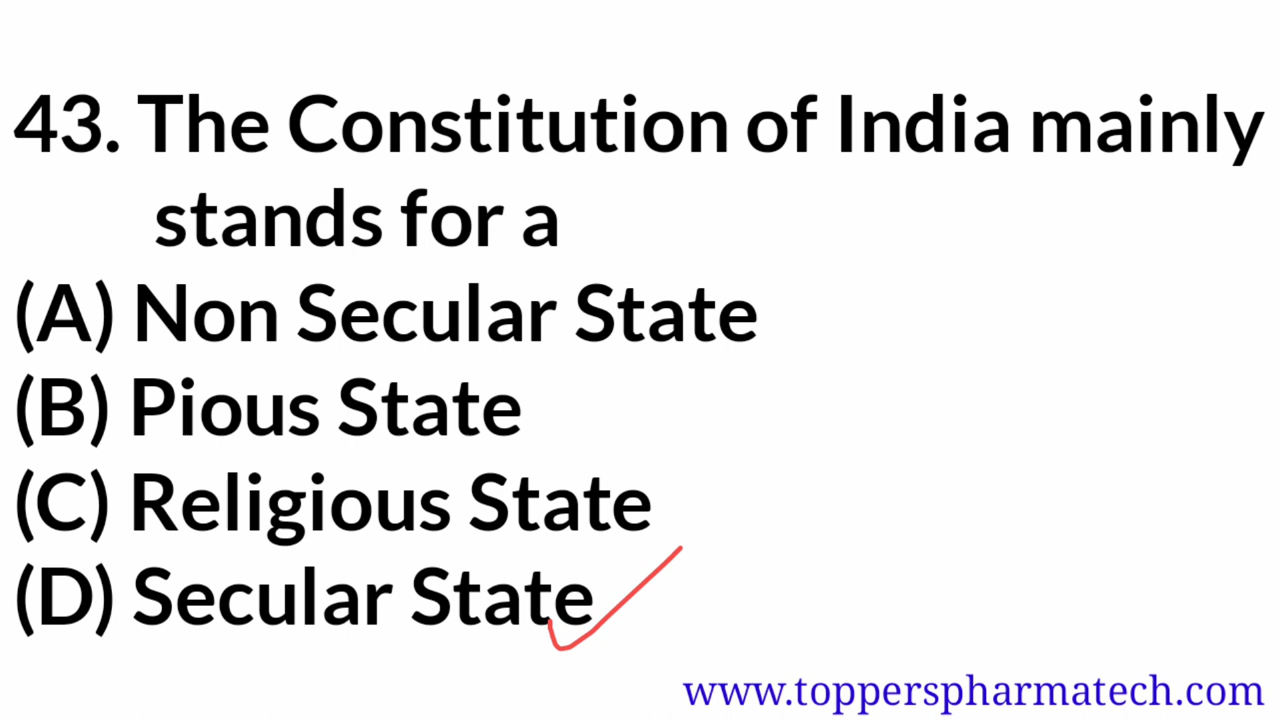 43. The Constitution of India mainly
stands for a
(A) Non Secular State
(B) Pious State
(C) Religious State
(D) Secular State
www.topperspharmatech.com